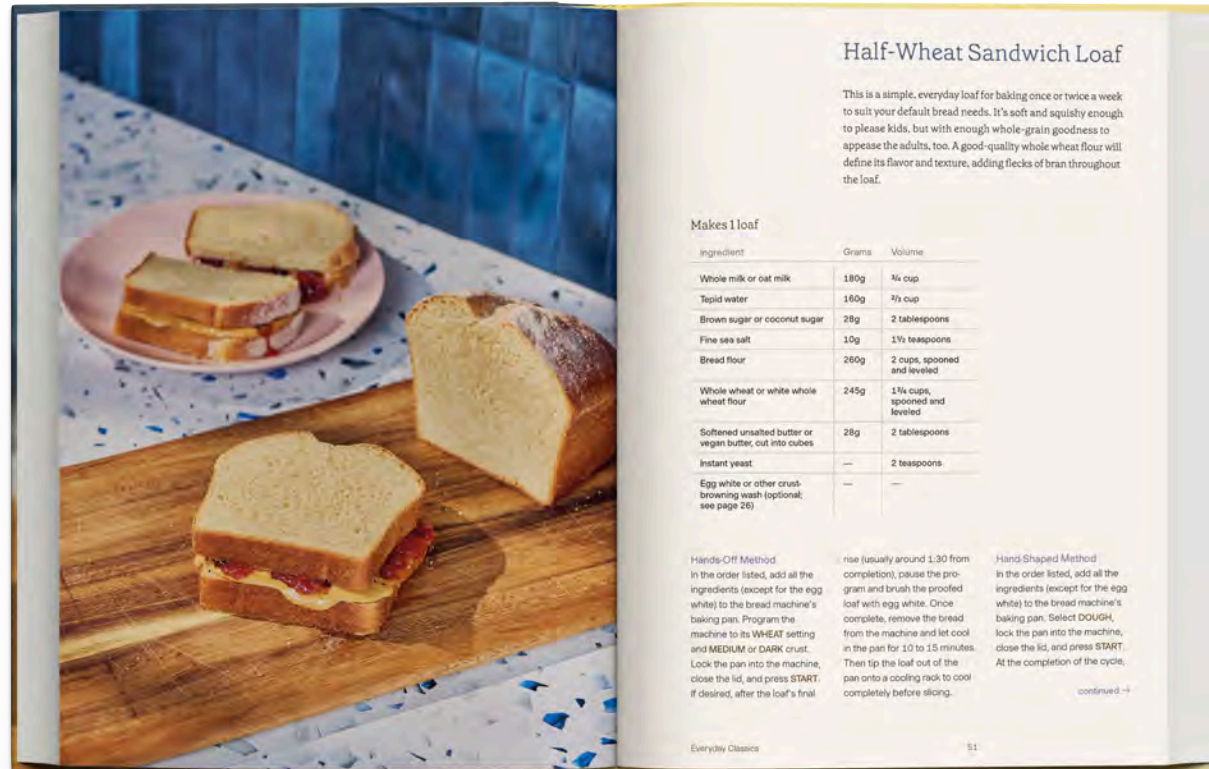 Half-Wheat Sandwich Loaf
This is a simple, everyday loaf for baking once or twice a week
to suit your default bread needs. It's soft and squishy enough
to please kids, but with enough whole-grain goodness to
appease the adults, too. A good-quality whole wheat flour will
define its flavor and texture, adding flecks of bran throughout
the loaf.
Makes 1 loaf
Ingredient Grams Volume
Whole milk or oat milk 180g ¾ cup
Tepid water 160g ⅔ cup
Brown sugar or coconut sugar 28g 2 tablespoons
Fine sea salt 10g 1½ teaspoons
Bread flour 260g 2 cups, spooned
and leveled
Whole wheat or white whole 245g 1¾ cups,
wheat flour spooned and
leveled
Softened unsalted butter or 28g 2 tablespoons
vegan butter, cut into cubes
Instant yeast — 2 teaspoons
Egg white or other crust- — —
browning wash (optional;
see page 26)
Hands-Off Method
In the order listed, add all the
ingredients (except for the egg
white) to the bread machine's
baking pan. Program the
machine to its WHEAT setting
and MEDIUM or DARK crust.
Lock the pan into the machine,
close the lid, and press START.
If desired, after the loaf's final
rise (usually around 1:30 from
completion), pause the pro-
gram and brush the proofed
loaf with egg white. Once
complete, remove the bread
from the machine and let cool
in the pan for 10 to 15 minutes.
Then tip the loaf out of the
pan onto a cooling rack to cool
completely before slicing.
Hand-Shaped Method
In the order listed, add all the
ingredients (except for the egg
white) to the bread machine's
baking pan. Select DOUGH,
lock the pan into the machine,
close the lid, and press START.
At the completion of the cycle,
continued →
Everyday Classics 51